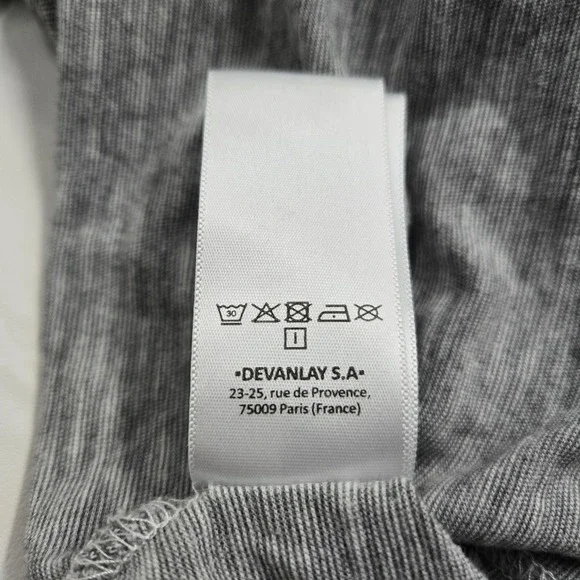 30
▪DEVANLAY S.A▪
23-25, rue de Provence,
75009 Paris (France)